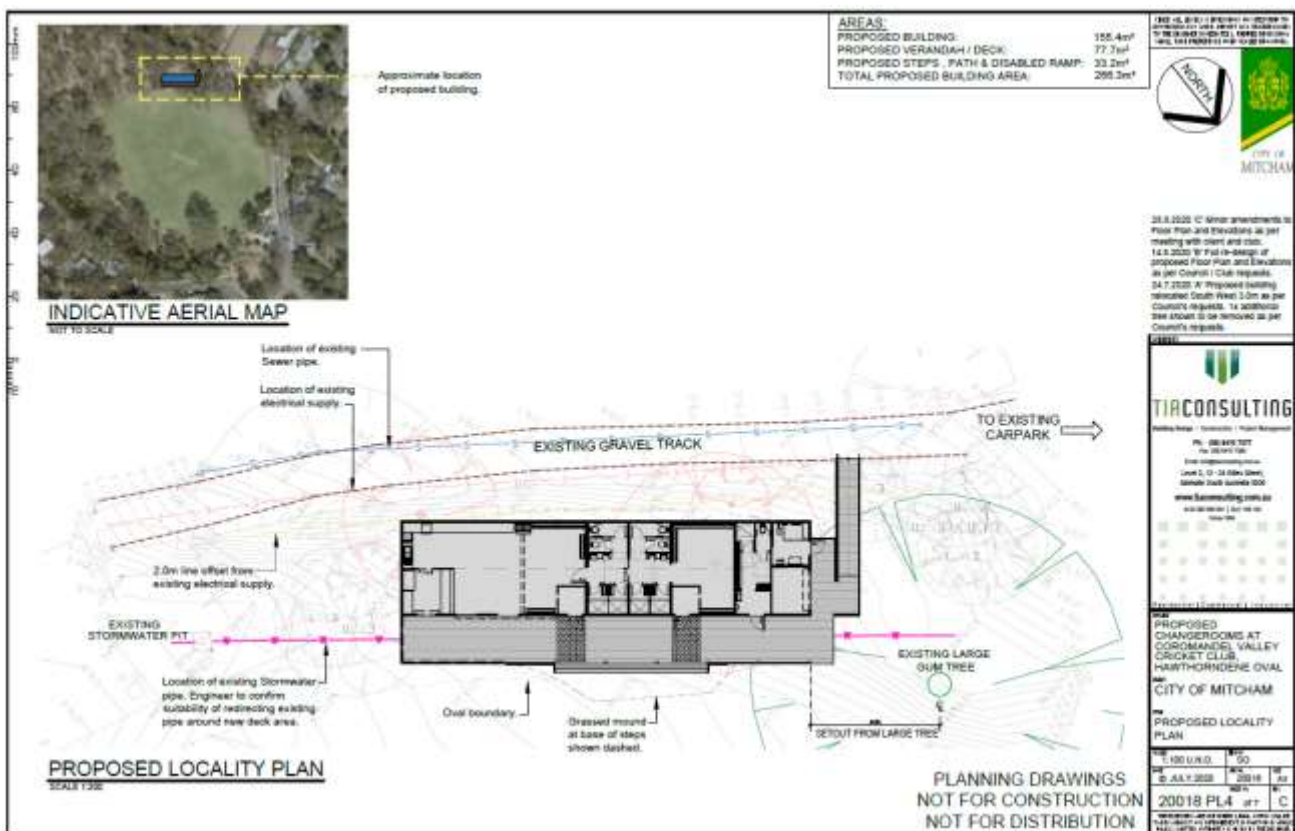 AREAS:
PROPOSED BUILDING: 155.4m²
PROPOSED VERANDAH / DECK: 77.7m²
PROPOSED STEPS , PATH & DISABLED RAMP: 33.2m²
TOTAL PROPOSED BUILDING AREA: 266.3m²
NORTH
CITY OF
MITCHAM
Approximate location
of proposed building.
INDICATIVE AERIAL MAP
NOT TO SCALE
Location of existing
Sewer pipe.
Location of existing
electrical supply.
EXISTING GRAVEL TRACK
TO EXISTING
CARPARK
2.0m line offset from
existing electrical supply.
EXISTING
STORMWATER PIT
Location of existing Stormwater
pipe. Engineer to confirm
suitability of redirecting existing
pipe around new deck area.
Oval boundary.
Grassed mound
at base of steps
shown dashed.
EXISTING LARGE
GUM TREE
SETOUT FROM LARGE TREE
PROPOSED LOCALITY PLAN
SCALE 1:200
PLANNING DRAWINGS
NOT FOR CONSTRUCTION
NOT FOR DISTRIBUTION
'C' Minor amendments to
Floor Plan and Elevations as per
meeting with client and club.
'B' Full re-design of
proposed Floor Plan and Elevations
as per Council / Club requests.
24.7.2020 'A' Proposed building
relocated South West 3.0m as per
Council's requests. 1x additional
tree shown to be removed as per
Council's requests.
TIACONSULTING
www.tiaconsulting.com.au
PROPOSED
CHANGEROOMS AT
COROMANDEL VALLEY
CRICKET CLUB,
HAWTHORNDENE OVAL
CITY OF MITCHAM
PROPOSED LOCALITY
PLAN
1:100 U.N.O.
JULY 2020
20018
20018 PL4 OF 7 C